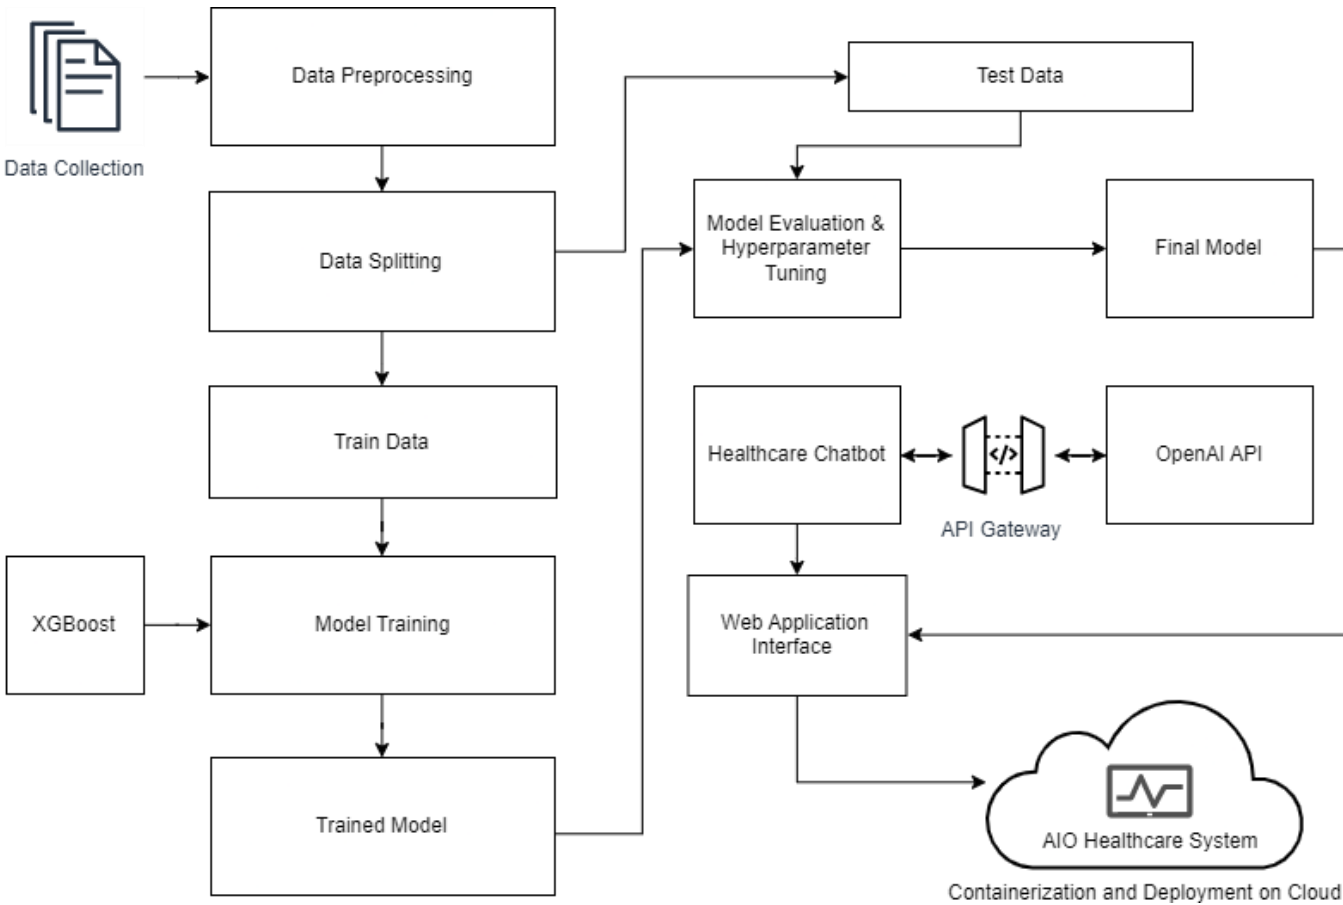 Data Collection
Data Preprocessing
Data Splitting
Train Data
XGBoost
Model Training
Trained Model
Test Data
Model Evaluation &
Hyperparameter
Tuning
Final Model
Healthcare Chatbot
</>
API Gateway
OpenAI API
Web Application
Interface
AIO Healthcare System
Containerization and Deployment on Cloud